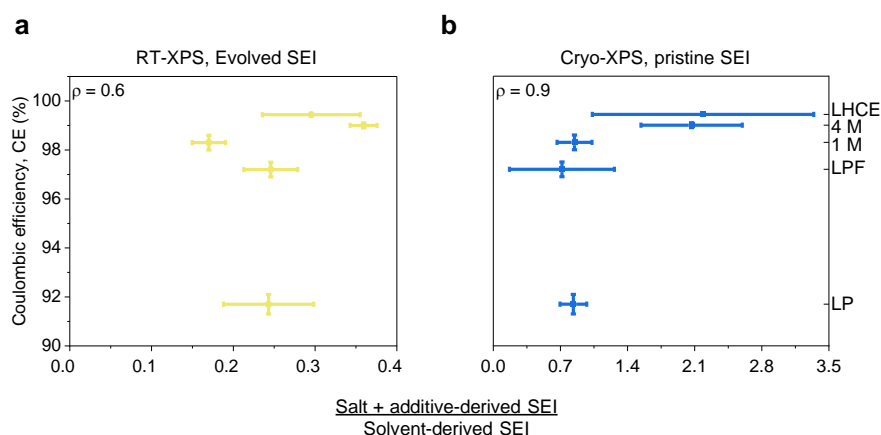 a
b
RT-XPS, Evolved SEI
Cryo-XPS, pristine SEI
ρ = 0.6
ρ = 0.9
Coulombic efficiency, CE (%)
100
98
96
94
92
90
0.0
0.1
0.2
0.3
0.4
0.0
0.7
1.4
2.1
2.8
3.5
LHCE
4 M
1 M
LPF
LP
Salt + additive-derived SEI
Solvent-derived SEI